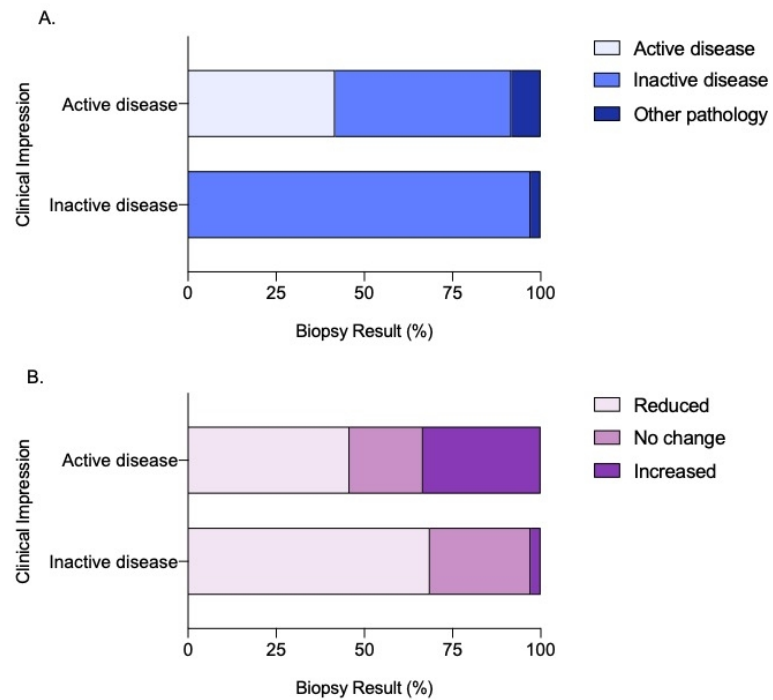 A.
Clinical Impression
Active disease
Inactive disease
0 25 50 75 100
Biopsy Result (%)
Active disease
Inactive disease
Other pathology
B.
Clinical Impression
Active disease
Inactive disease
0 25 50 75 100
Biopsy Result (%)
Reduced
No change
Increased